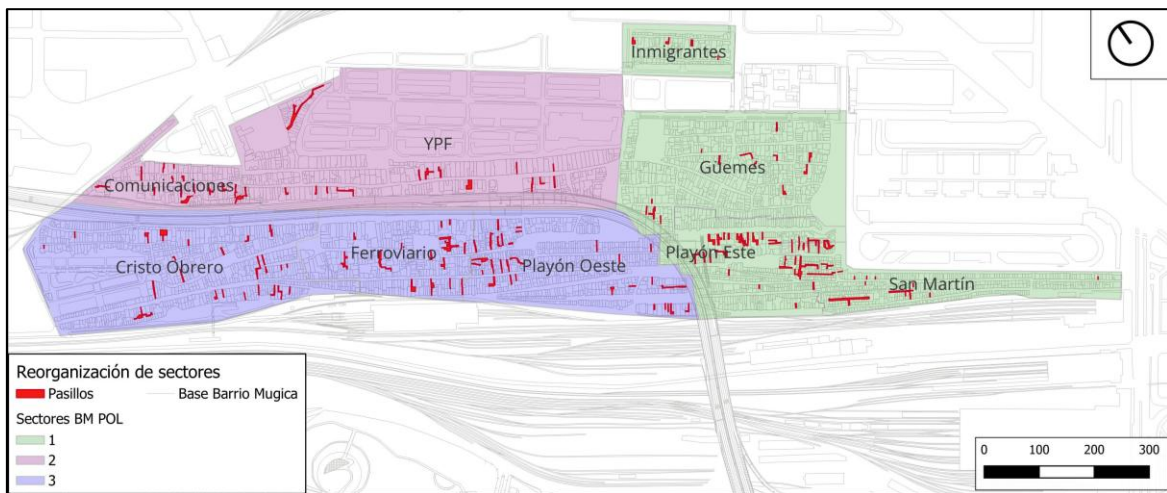 Inmigrantes
YPF
Güemes
Comunicaciones
Cristo Obrero
Ferroviario
Playón Oeste
Playón Este
San Martín
Reorganización de sectores
Pasillos
Base Barrio Mugica
Sectores BM POL
1
2
3
0 100 200 300